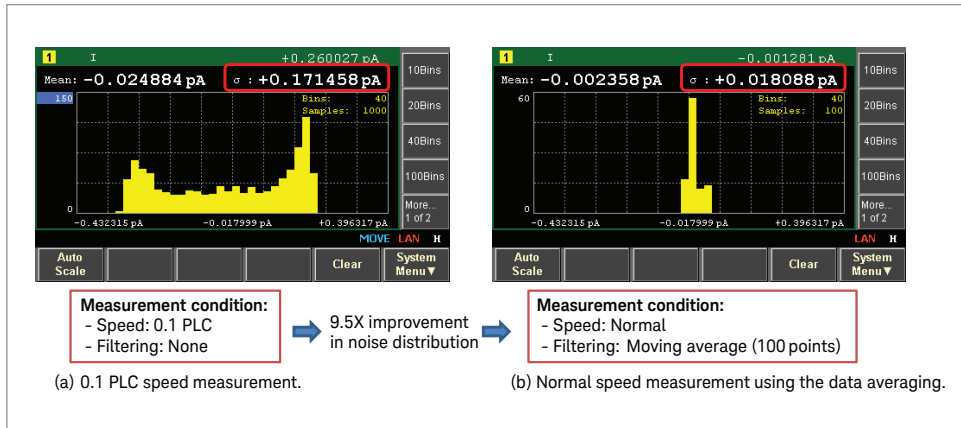 1 I +0.260027 pA
Mean: -0.024884 pA σ : +0.171458 pA
150
Bins: 40
Samples: 1000
0
-0.432315 pA -0.017999 pA +0.396317 pA
MOVE LAN H
10Bins
20Bins
40Bins
100Bins
More...
1 of 2
Auto
Scale
Clear
System
Menu▼
1 I -0.001281 pA
Mean: -0.002358 pA σ : +0.018088 pA
60
Bins: 40
Samples: 100
0
-0.432315 pA -0.017999 pA +0.396317 pA
LAN H
10Bins
20Bins
40Bins
100Bins
More...
1 of 2
Auto
Scale
Clear
System
Menu▼
Measurement condition:
- Speed: 0.1 PLC
- Filtering: None
9.5X improvement
in noise distribution
Measurement condition:
- Speed: Normal
- Filtering: Moving average (100 points)
(a) 0.1 PLC speed measurement.
(b) Normal speed measurement using the data averaging.